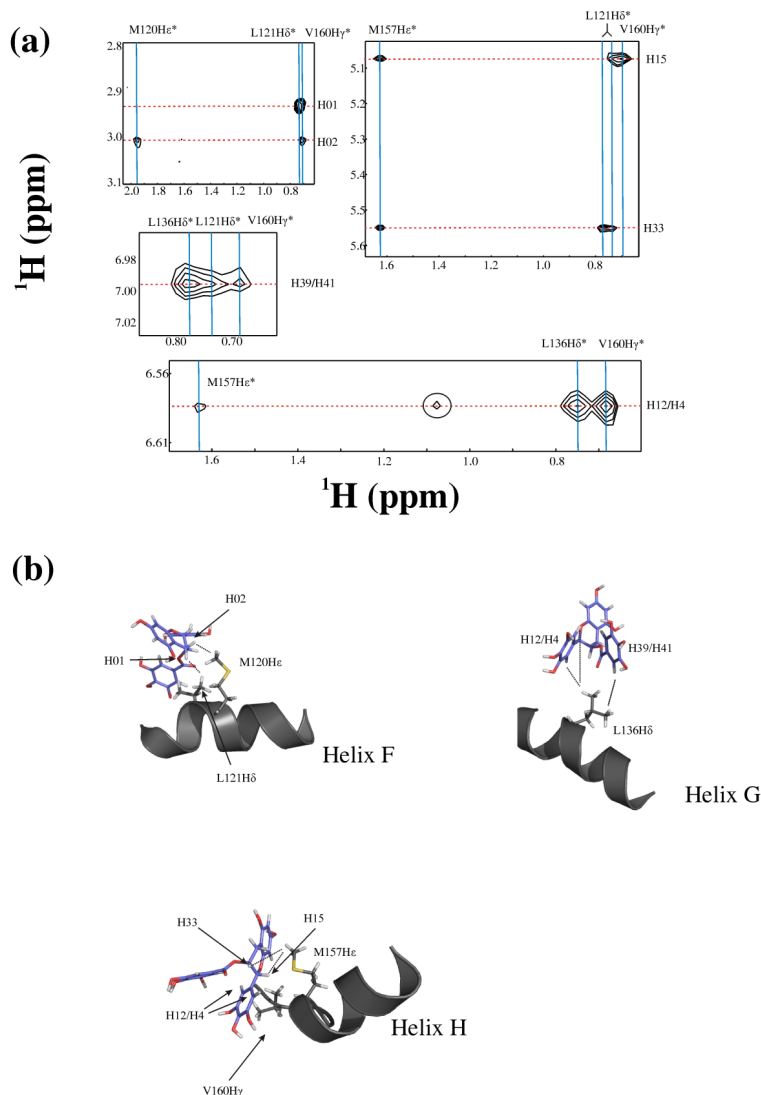 (a)
M120Hε* L121Hδ* V160Hγ*
2.8
2.9
3.0
3.1
H01
H02
2.0 1.8 1.6 1.4 1.2 1.0 0.8
L121Hδ*
M157Hε* V160Hγ*
5.1
5.2
5.3
5.4
5.5
5.6
H15
H33
1.6 1.4 1.2 1.0 0.8
L136Hδ* L121Hδ* V160Hγ*
6.98
7.00
7.02
H39/H41
0.80 0.70
¹H (ppm)
L136Hδ* V160Hγ*
M157Hε*
6.56
6.61
H12/H4
1.6 1.4 1.2 1.0 0.8
¹H (ppm)
(b)
H02
H01
M120Hε
L121Hδ
Helix F
H12/H4
H39/H41
L136Hδ
Helix G
H33
H15
M157Hε
H12/H4
V160Hγ
Helix H